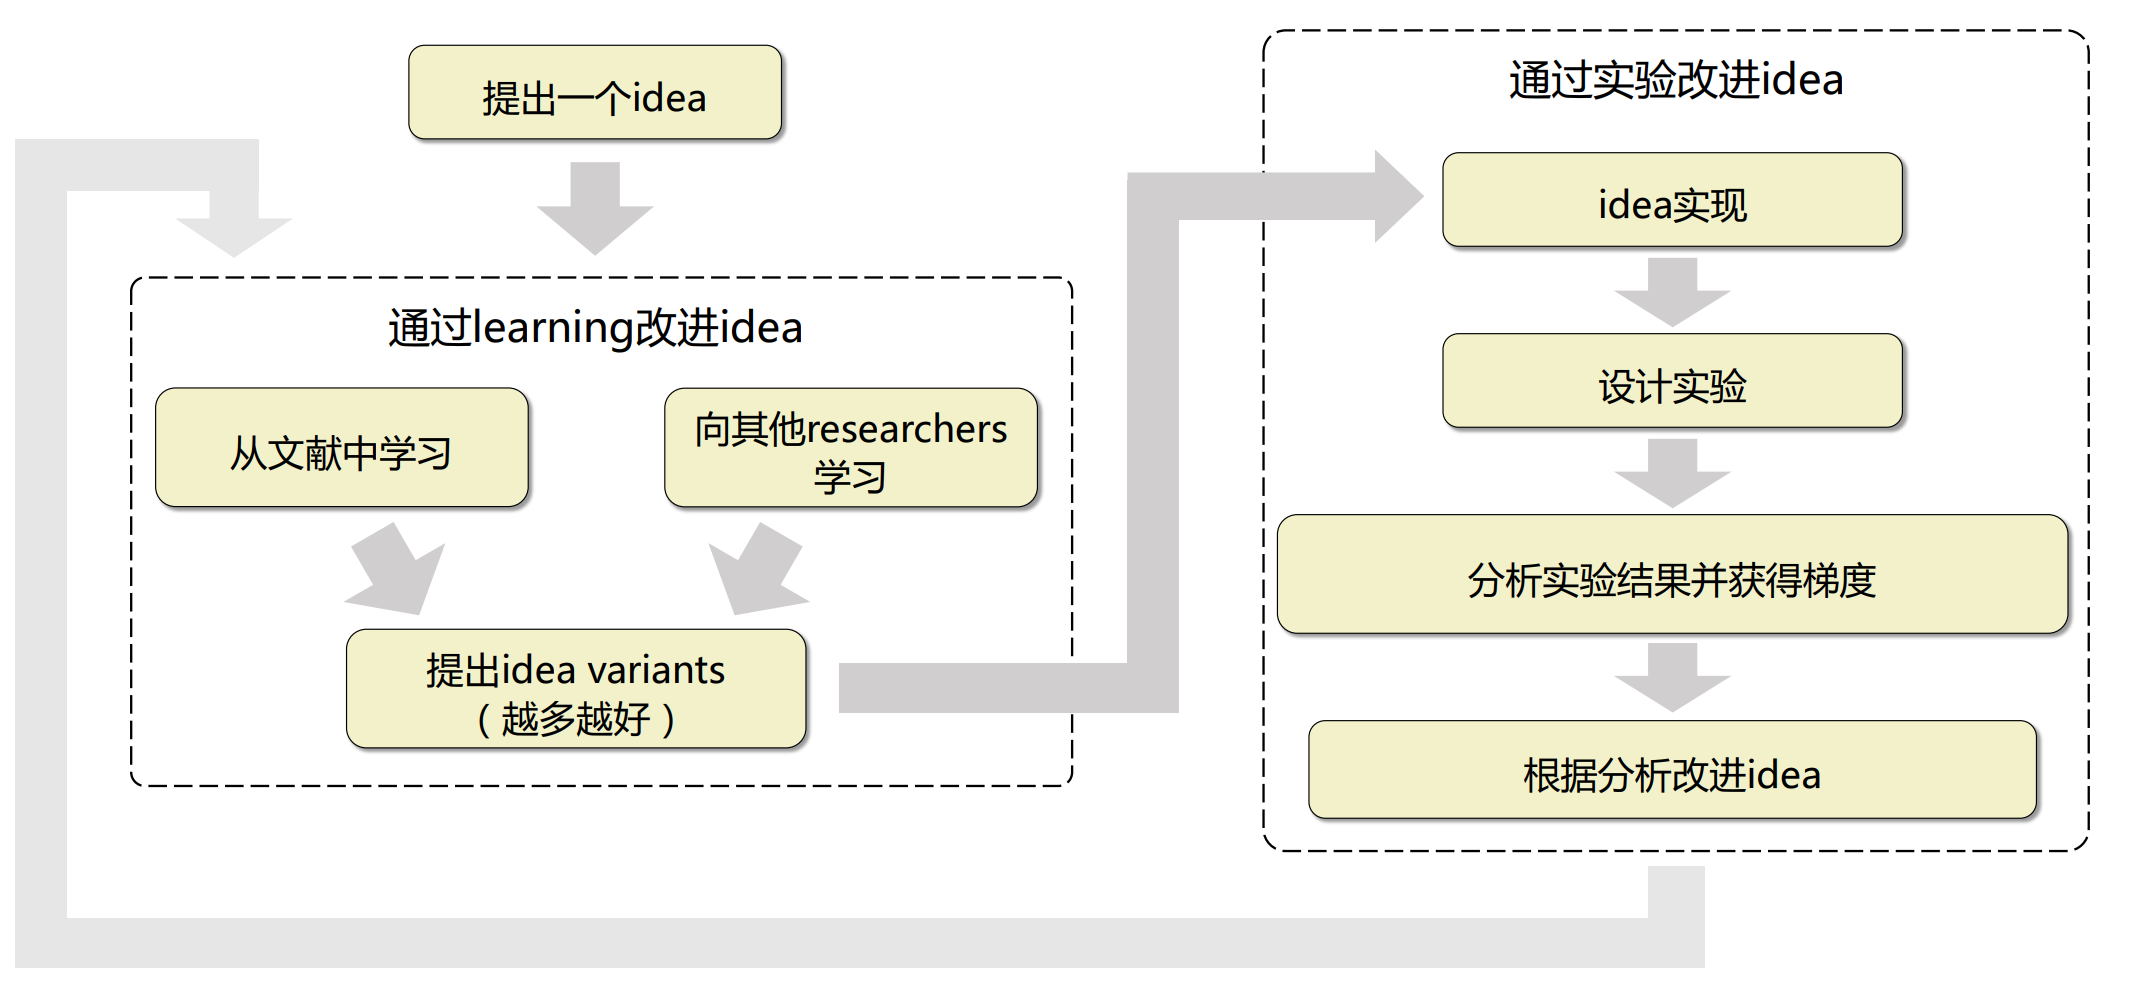 提出一个idea
通过learning改进idea
从文献中学习
向其他researchers
学习
提出idea variants
（越多越好）
通过实验改进idea
idea实现
设计实验
分析实验结果并获得梯度
根据分析改进idea